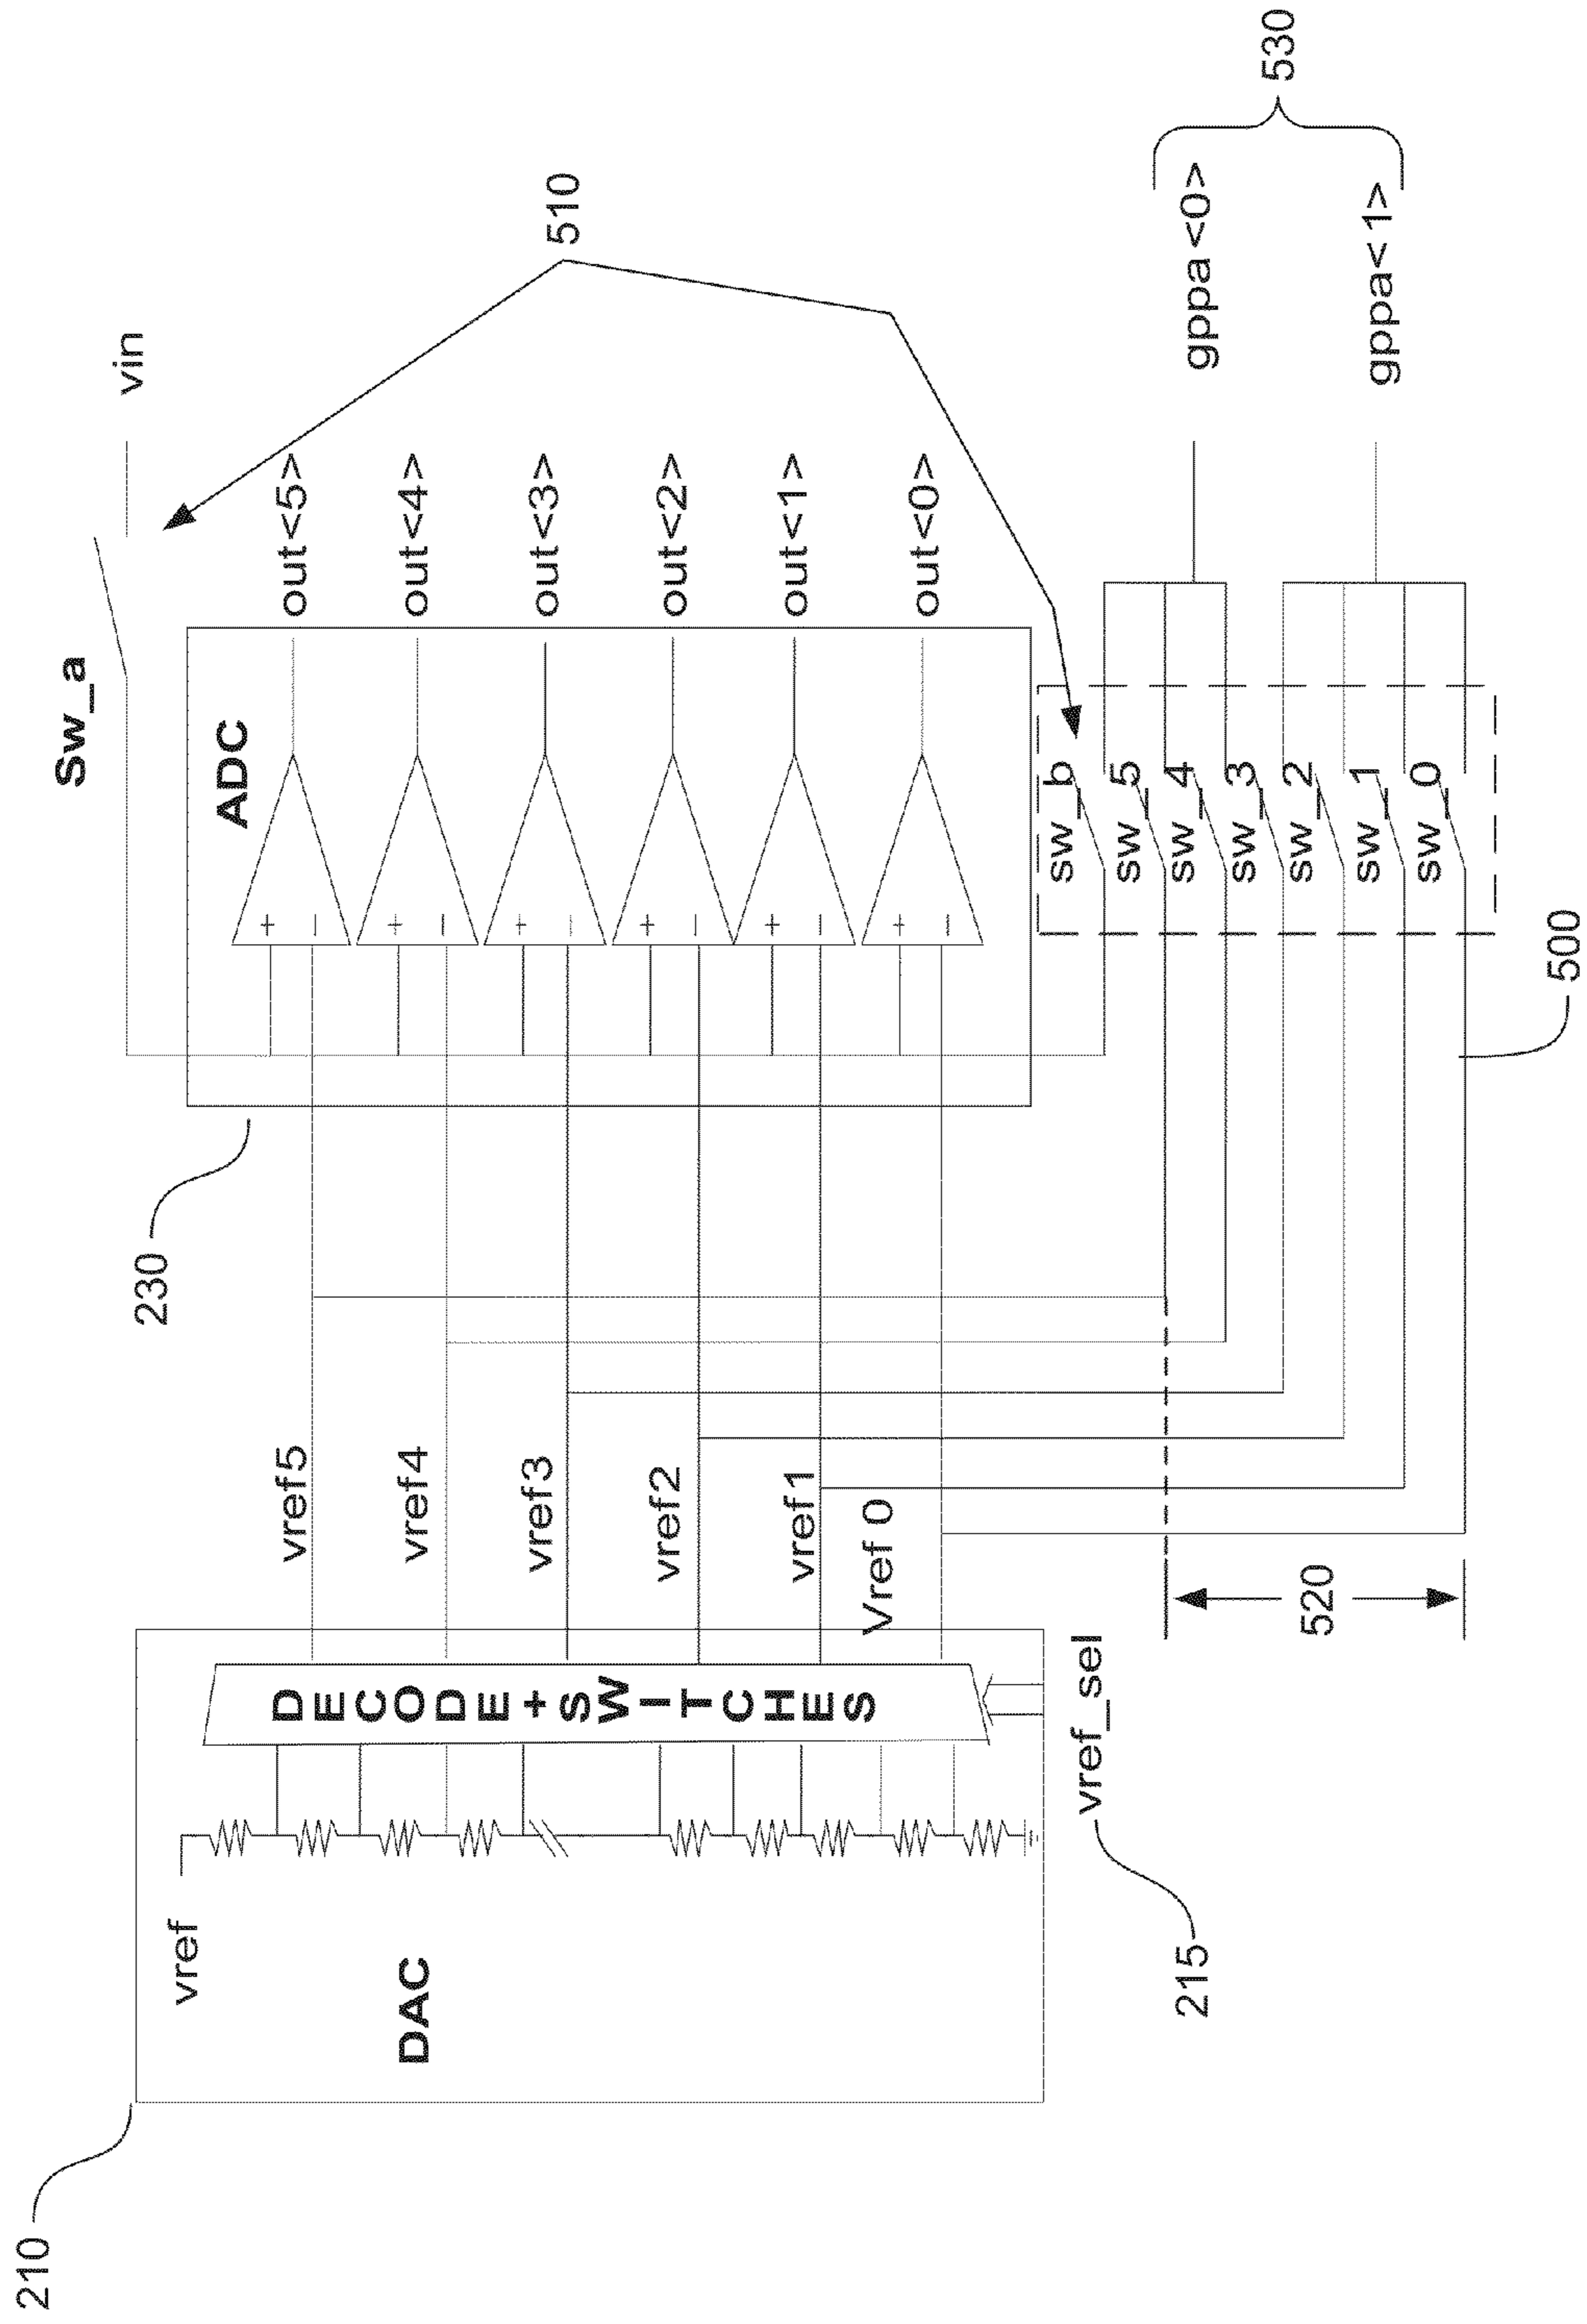 210
DAC
vref
DECODE+SWITCHES
vref_sel
215
vref5
vref4
vref3
vref2
vref1
Vref 0
520
230
500
Sw_a
vin
ADC
+
−
+
−
+
−
+
−
+
−
+
−
out<5>
out<4>
out<3>
out<2>
out<1>
out<0>
510
sw_b
sw_5
sw_4
sw_3
sw_2
sw_1
sw_0
gppa <0>
gppa< 1>
530